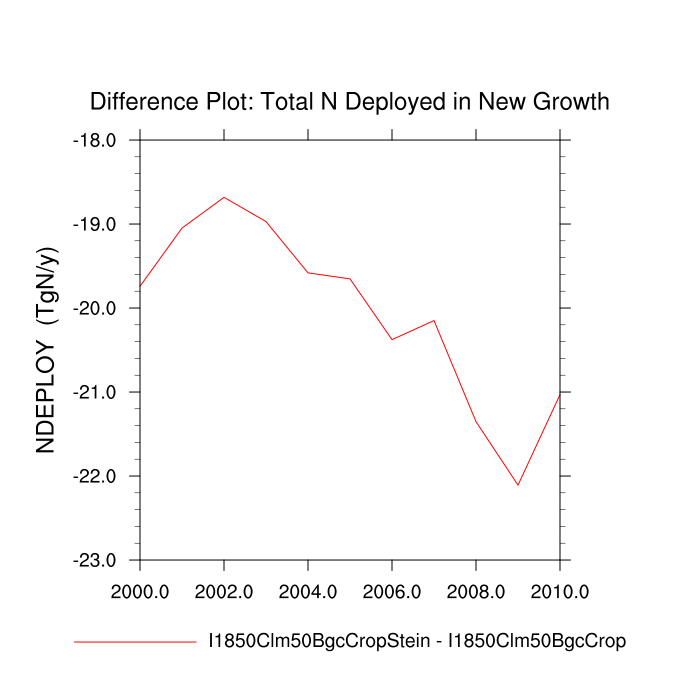 Difference Plot: Total N Deployed in New Growth
NDEPLOY (TgN/y)
-18.0
-19.0
-20.0
-21.0
-22.0
-23.0
2000.0 2002.0 2004.0 2006.0 2008.0 2010.0
I1850Clm50BgcCropStein - I1850Clm50BgcCrop